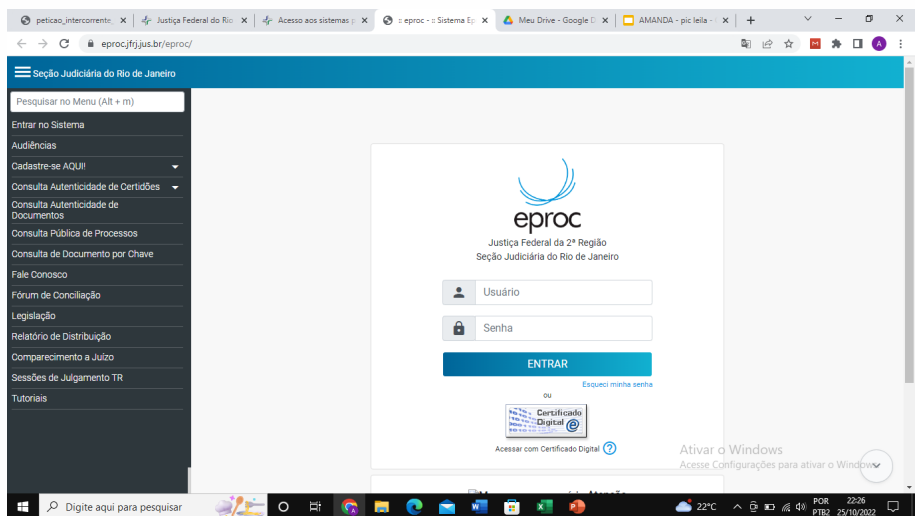 peticao_intercorrente_
Justiça Federal do Rio
Acesso aos sistemas p
:: eproc - :: Sistema Ep
Meu Drive - Google D
AMANDA - pic leila -
eproc.jfrj.jus.br/eproc/
A
Seção Judiciária do Rio de Janeiro
Pesquisar no Menu (Alt + m)
Entrar no Sistema
Audiências
Cadastre-se AQUI!!
Consulta Autenticidade de Certidões
Consulta Autenticidade de
Documentos
Consulta Pública de Processos
Consulta de Documento por Chave
Fale Conosco
Fórum de Conciliação
Legislação
Relatório de Distribuição
Comparecimento a Juízo
Sessões de Julgamento TR
Tutoriais
eproc
Justiça Federal da 2ª Região
Seção Judiciária do Rio de Janeiro
Usuário
Senha
ENTRAR
Esqueci minha senha
ou
Certificado
Digital
Acessar com Certificado Digital ?
Ativar o Windows
Acesse Configurações para ativar o Windows
Digite aqui para pesquisar
22°C
POR
PTB2
22:26
25/10/2022